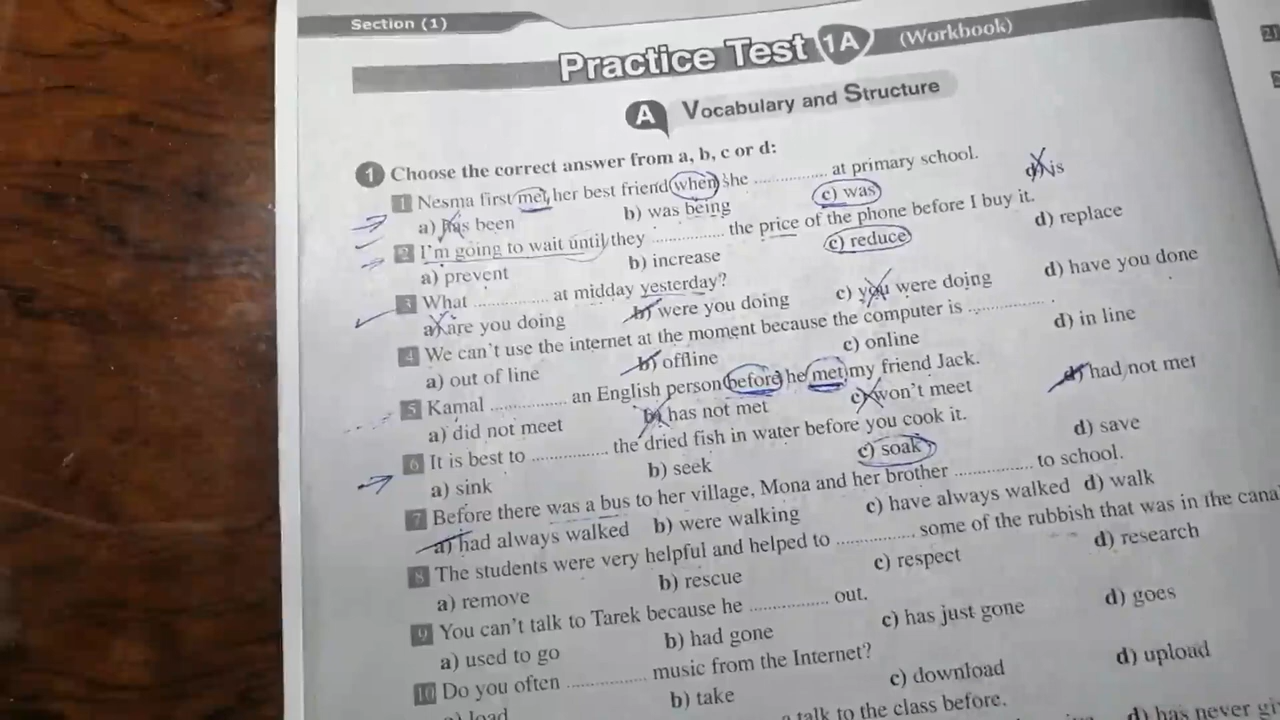 Section (1)
Practice Test 1A (Workbook)
A Vocabulary and Structure
1 Choose the correct answer from a, b, c or d:
1 Nesma first met her best friend when she ............... at primary school.
a) has been b) was being c) was d) is
2 I'm going to wait until they ............... the price of the phone before I buy it.
a) prevent b) increase c) reduce d) replace
3 What ............... at midday yesterday?
a) are you doing b) were you doing c) you were doing d) have you done
4 We can't use the internet at the moment because the computer is ............... .
a) out of line b) offline c) online d) in line
5 Kamal ............... an English person before he met my friend Jack.
a) did not meet b) has not met c) won't meet d) had not met
6 It is best to ............... the dried fish in water before you cook it.
a) sink b) seek c) soak d) save
7 Before there was a bus to her village, Mona and her brother ............... to school.
a) had always walked b) were walking c) have always walked d) walk
8 The students were very helpful and helped to ............... some of the rubbish that was in the
a) remove b) rescue c) respect d) research
9 You can't talk to Tarek because he ............... out.
a) used to go b) had gone c) has just gone d) goes
10 Do you often ............... music from the Internet?
a) load b) take c) download d) upload
a talk to the class before.
d) has never